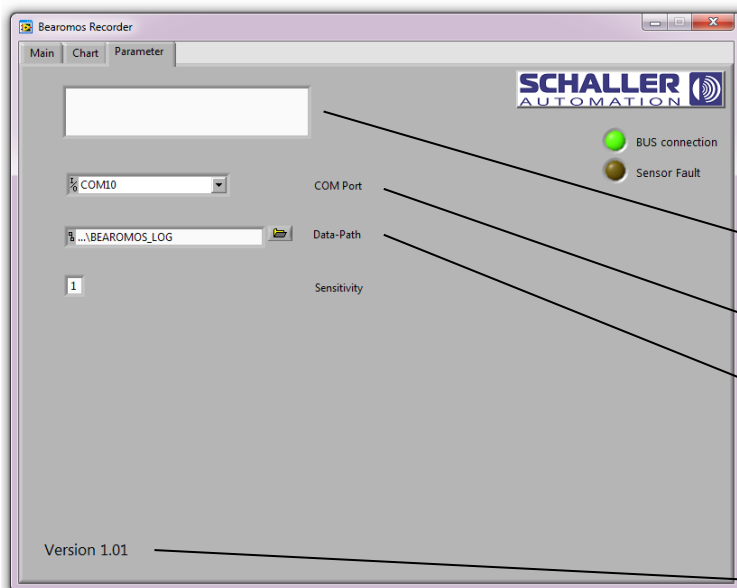 Bearomos Recorder
Main Chart Parameter
SCHALLER
AUTOMATION
BUS connection
Sensor Fault
COM10 COM Port
...\BEAROMOS_LOG Data-Path
1 Sensitivity
Version 1.01